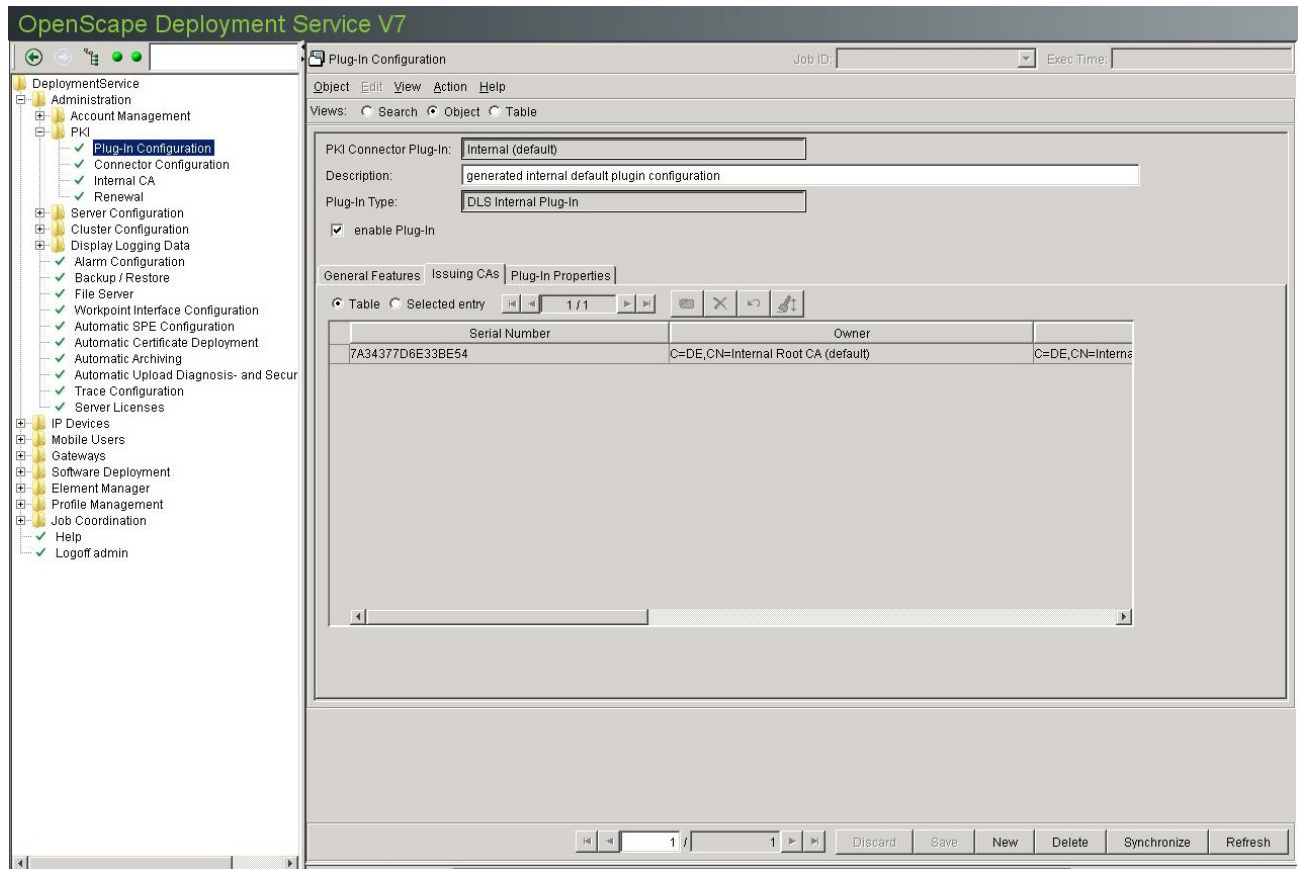 OpenScape Deployment Service V7
DeploymentService
Administration
Account Management
PKI
Plug-In Configuration
Connector Configuration
Internal CA
Renewal
Server Configuration
Cluster Configuration
Display Logging Data
Alarm Configuration
Backup / Restore
File Server
Workpoint Interface Configuration
Automatic SPE Configuration
Automatic Certificate Deployment
Automatic Archiving
Automatic Upload Diagnosis- and Secur
Trace Configuration
Server Licenses
IP Devices
Mobile Users
Gateways
Software Deployment
Element Manager
Profile Management
Job Coordination
Help
Logoff admin
Plug-In Configuration Job ID: Exec Time:
Object Edit View Action Help
Views: Search Object Table
PKI Connector Plug-In: Internal (default)
Description: generated internal default plugin configuration
Plug-In Type: DLS Internal Plug-In
enable Plug-In
General Features Issuing CAs Plug-In Properties
Table Selected entry 1 / 1
Serial Number Owner
7A34377D6E33BE54 C=DE,CN=Internal Root CA (default) C=DE,CN=Interna
1 / 1 Discard Save New Delete Synchronize Refresh